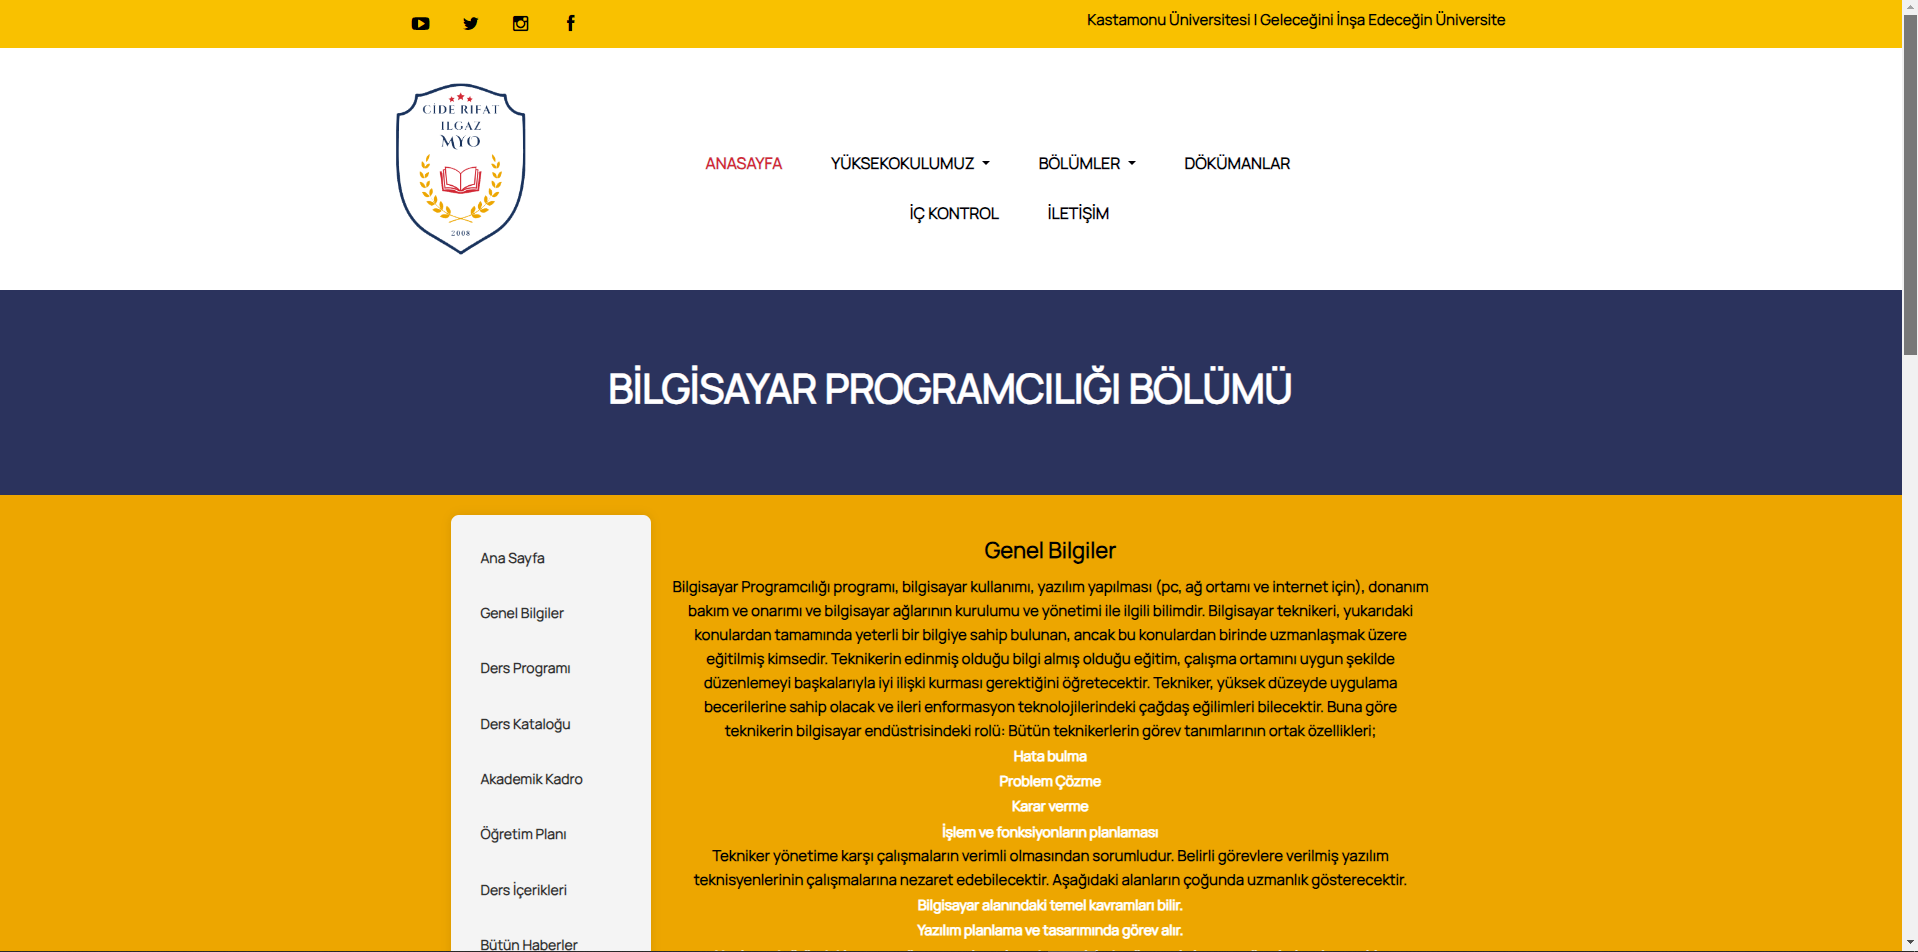 Kastamonu Üniversitesi | Geleceğini İnşa Edeceğin Üniversite
CİDE RIFAT
ILGAZ
MYO
2008
ANASAYFA
YÜKSEKOKULUMUZ
BÖLÜMLER
DÖKÜMANLAR
İÇ KONTROL
İLETİŞİM
BİLGİSAYAR PROGRAMCILIĞI BÖLÜMÜ
Ana Sayfa
Genel Bilgiler
Ders Programı
Ders Kataloğu
Akademik Kadro
Öğretim Planı
Ders İçerikleri
Bütün Haberler
Genel Bilgiler
Bilgisayar Programcılığı programı, bilgisayar kullanımı, yazılım yapılması (pc, ağ ortamı ve internet için), donanım
bakım ve onarımı ve bilgisayar ağlarının kurulumu ve yönetimi ile ilgili bilimdir. Bilgisayar teknikeri, yukarıdaki
konulardan tamamında yeterli bir bilgiye sahip bulunan, ancak bu konulardan birinde uzmanlaşmak üzere
eğitilmiş kimsedir. Teknikerin edinmiş olduğu bilgi almış olduğu eğitim, çalışma ortamını uygun şekilde
düzenlemeyi başkalarıyla iyi ilişki kurması gerektiğini öğretecektir. Tekniker, yüksek düzeyde uygulama
becerilerine sahip olacak ve ileri enformasyon teknolojilerindeki çağdaş eğilimleri bilecektir. Buna göre
teknikerin bilgisayar endüstrisindeki rolü: Bütün teknikerlerin görev tanımlarının ortak özellikleri;
Hata bulma
Problem Çözme
Karar verme
İşlem ve fonksiyonların planlaması
Tekniker yönetime karşı çalışmaların verimli olmasından sorumludur. Belirli görevlere verilmiş yazılım
teknisyenlerinin çalışmalarına nezaret edebilecektir. Aşağıdaki alanların çoğunda uzmanlık gösterecektir.
Bilgisayar alanındaki temel kavramları bilir.
Yazılım planlama ve tasarımında görev alır.